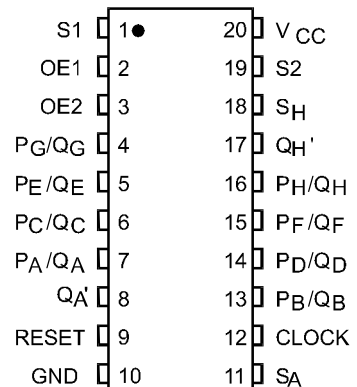 S1 1 20 VCC
OE1 2 19 S2
OE2 3 18 SH
PG/QG 4 17 QH'
PE/QE 5 16 PH/QH
PC/QC 6 15 PF/QF
PA/QA 7 14 PD/QD
QA' 8 13 PB/QB
RESET 9 12 CLOCK
GND 10 11 SA